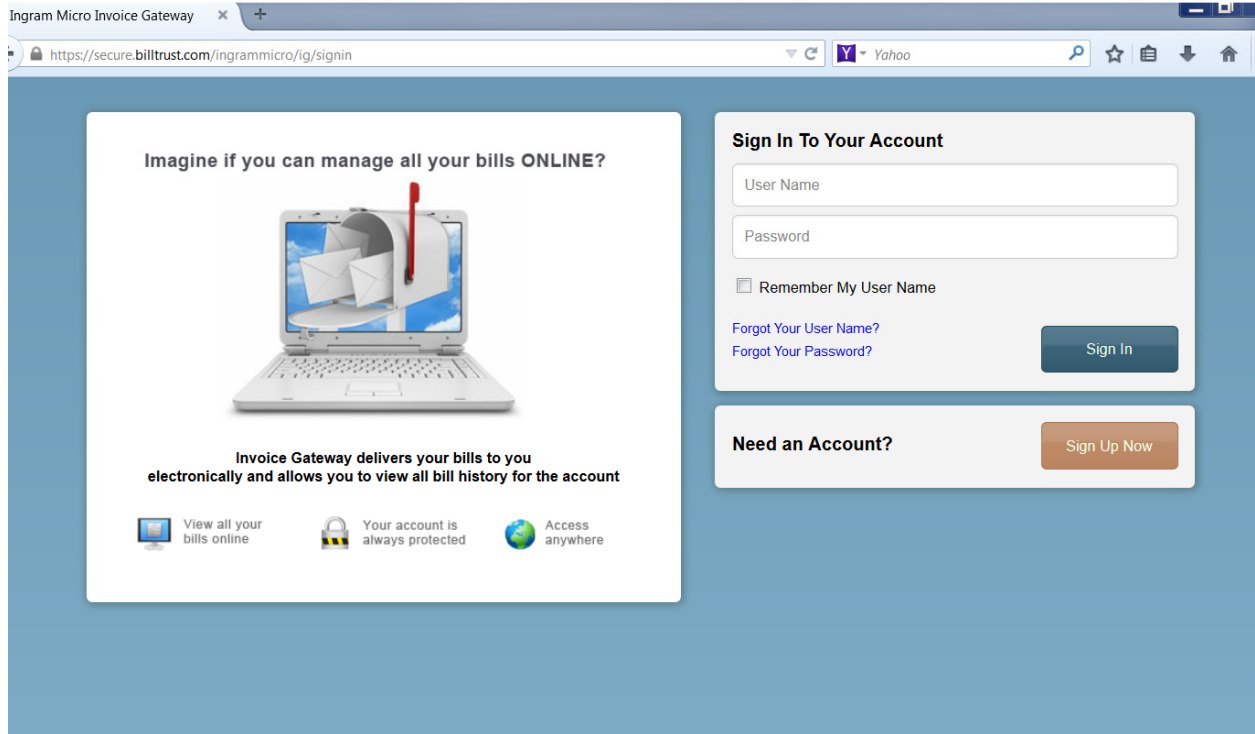 Ingram Micro Invoice Gateway
https://secure.billtrust.com/ingrammicro/ig/signin
Yahoo
Imagine if you can manage all your bills ONLINE?
Invoice Gateway delivers your bills to you
electronically and allows you to view all bill history for the account
View all your
bills online
Your account is
always protected
Access
anywhere
Sign In To Your Account
User Name
Password
Remember My User Name
Forgot Your User Name?
Forgot Your Password?
Sign In
Need an Account?
Sign Up Now